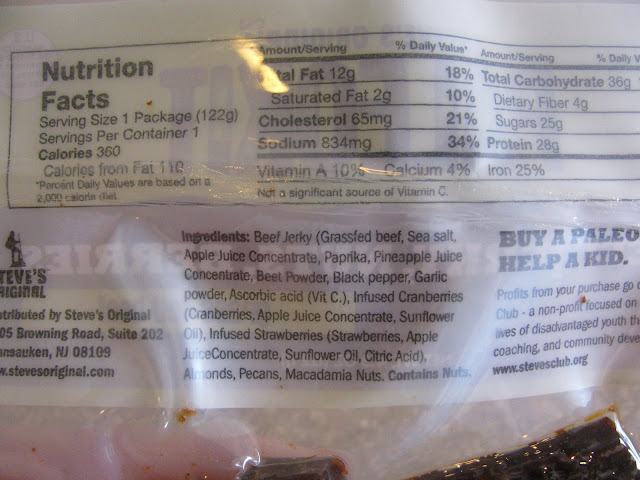 Nutrition
Facts
Serving Size 1 Package (122g)
Servings Per Container 1
Calories 360
Calories from Fat 110
*Percent Daily Values are based on a
2,000 calorie diet.
Amount/Serving % Daily Value*
Total Fat 12g 18%
Saturated Fat 2g 10%
Cholesterol 65mg 21%
Sodium 834mg 34%
Vitamin A 10% Calcium 4%
Not a significant source of Vitamin C.
Amount/Serving % Daily V
Total Carbohydrate 36g
Dietary Fiber 4g
Sugars 25g
Protein 28g
Iron 25%
TEVE'S
RIGINAL
tributed by Steve's Original
05 Browning Road, Suite 202
nnsauken, NJ 08109
w.stevesoriginal.com
Ingredients: Beef Jerky (Grassfed beef, Sea salt,
Apple Juice Concentrate, Paprika, Pineapple Juice
Concentrate, Beet Powder, Black pepper, Garlic
powder, Ascorbic acid (Vit C.), Infused Cranberries
(Cranberries, Apple Juice Concentrate, Sunflower
Oil), Infused Strawberries (Strawberries, Apple
JuiceConcentrate, Sunflower Oil, Citric Acid),
Almonds, Pecans, Macadamia Nuts. Contains Nuts.
BUY A PALEO
HELP A KID.
Profits from your purchase go
Club - a non-profit focused on
lives of disadvantaged youth th
coaching, and community deve
www.stevesclub.org